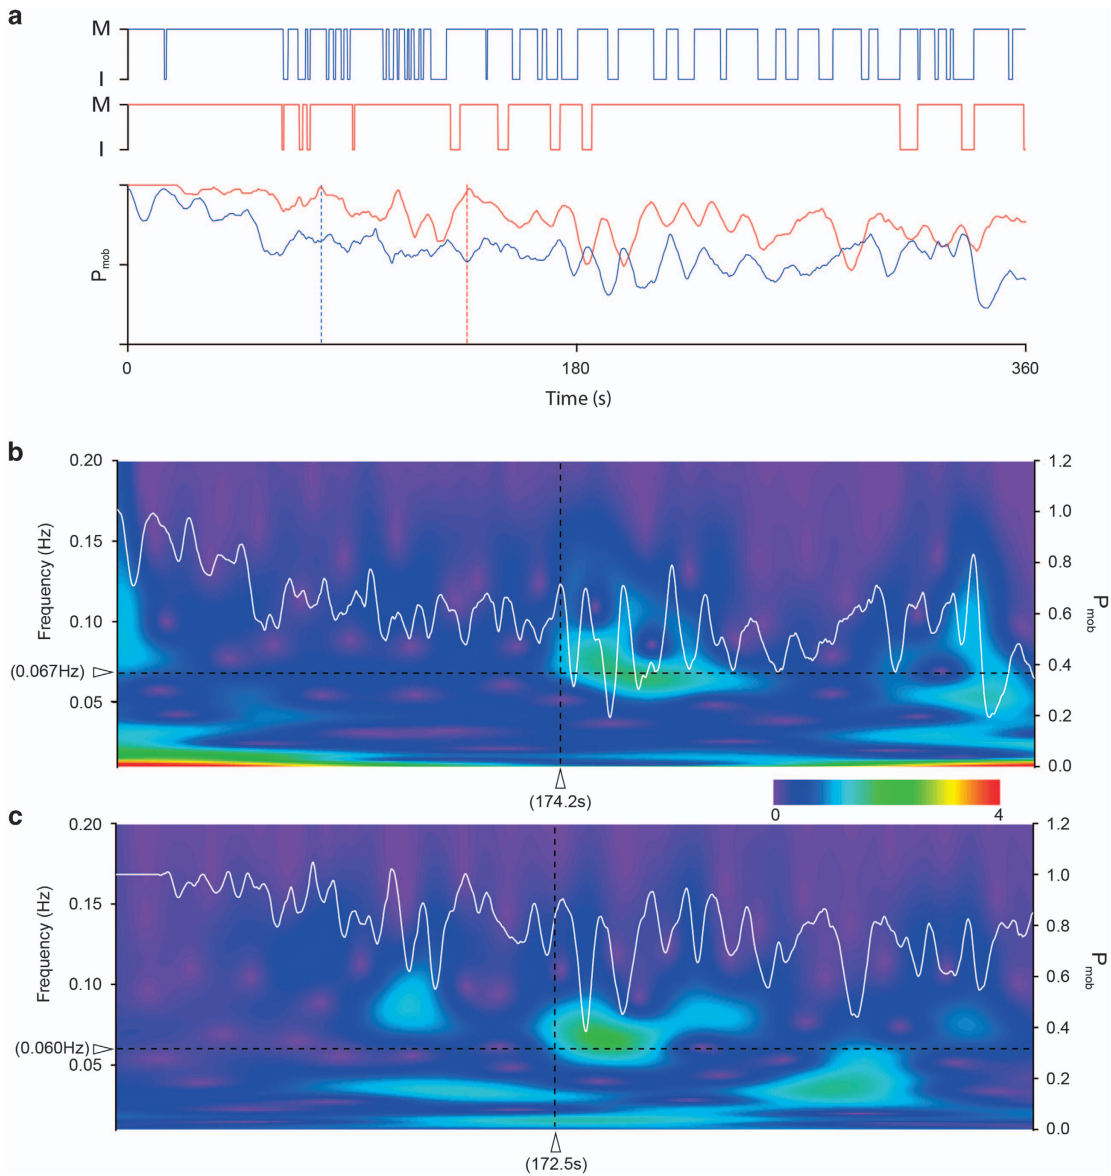 a
M
I
M
I
Pmob
0 180 360
Time (s)
b
0.20 1.2
1.0
0.15
0.8
Frequency (Hz)
0.10 0.6
Pmob
(0.067Hz) 0.4
0.05
0.2
0.0
(174.2s)
0 4
c
0.20 1.2
1.0
0.15
0.8
Frequency (Hz)
0.10 0.6
Pmob
0.4
(0.060Hz)
0.05
0.2
0.0
(172.5s)